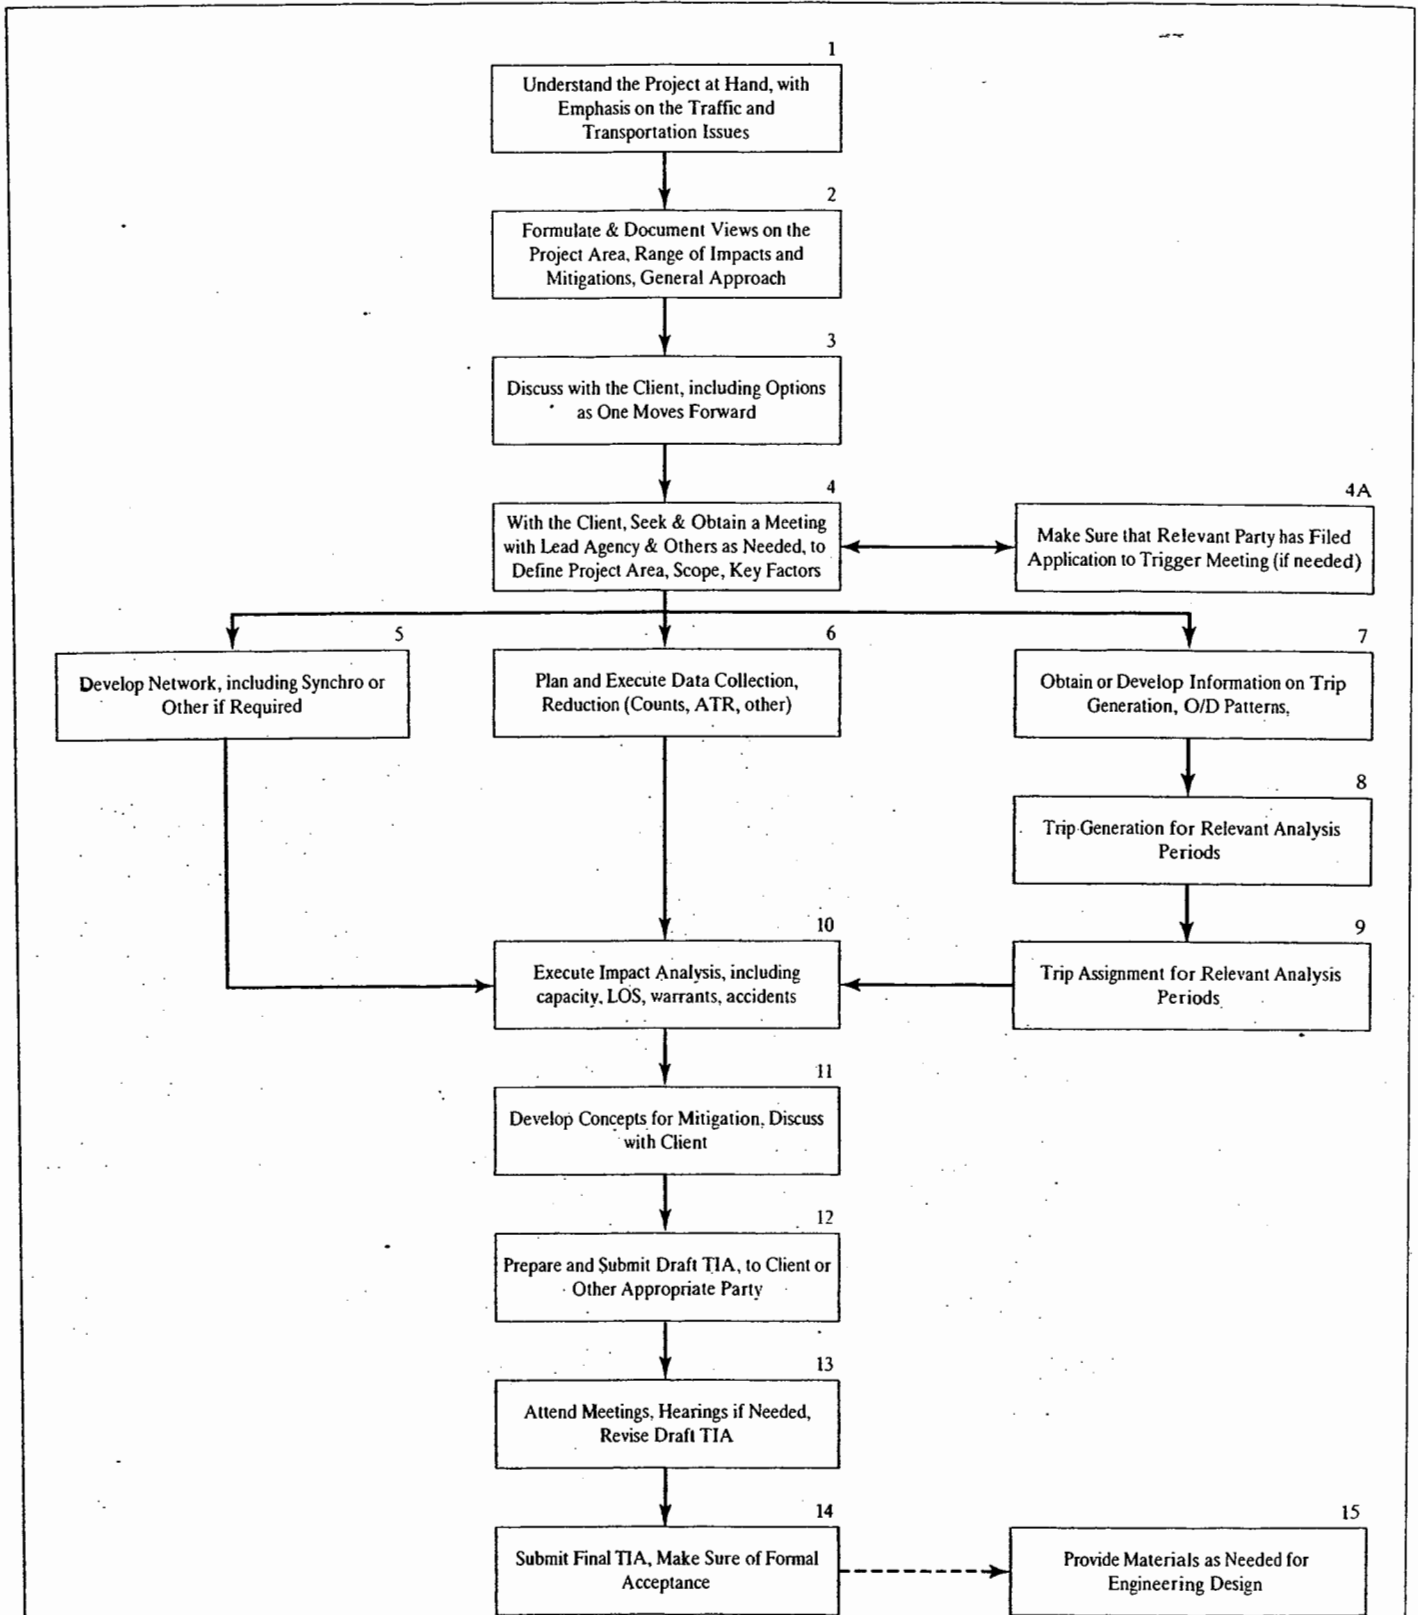 1
Understand the Project at Hand, with
Emphasis on the Traffic and
Transportation Issues
2
Formulate & Document Views on the
Project Area, Range of Impacts and
Mitigations, General Approach
3
Discuss with the Client, including Options
as One Moves Forward
4
With the Client, Seek & Obtain a Meeting
with Lead Agency & Others as Needed, to
Define Project Area, Scope, Key Factors
4A
Make Sure that Relevant Party has Filed
Application to Trigger Meeting (if needed)
5
Develop Network, including Synchro or
Other if Required
6
Plan and Execute Data Collection,
Reduction (Counts, ATR, other)
7
Obtain or Develop Information on Trip
Generation, O/D Patterns,
8
Trip Generation for Relevant Analysis
Periods
9
Trip Assignment for Relevant Analysis
Periods
10
Execute Impact Analysis, including
capacity, LOS, warrants, accidents
11
Develop Concepts for Mitigation, Discuss
with Client
12
Prepare and Submit Draft TIA, to Client or
Other Appropriate Party
13
Attend Meetings, Hearings if Needed,
Revise Draft TIA
14
Submit Final TIA, Make Sure of Formal
Acceptance
15
Provide Materials as Needed for
Engineering Design